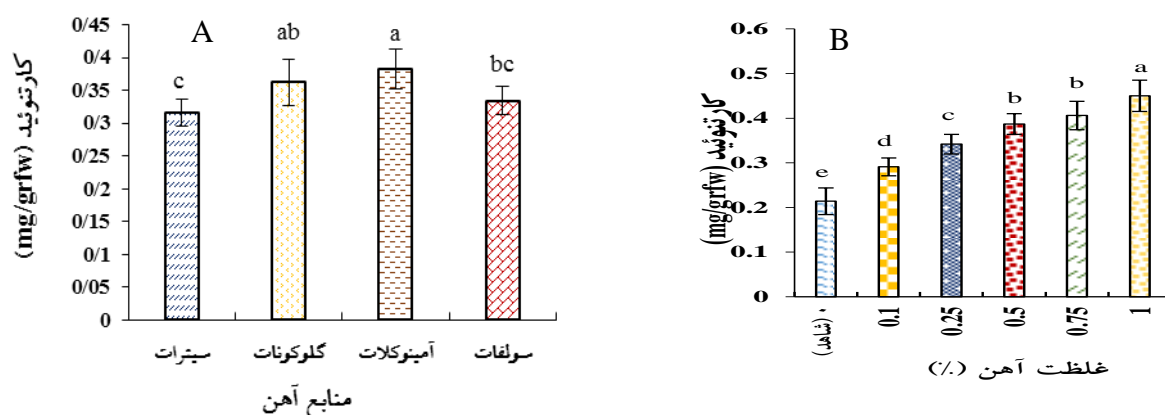 A
کارتنوئید (mg/grfw)
0/45
0/4
0/35
0/3
0/25
0/2
0/15
0/1
0/05
0
c
ab
a
bc
سیترات
گلوکونات
آمینوکلات
سولفات
منابع آهن
B
کارتنوئید (mg/grfw)
0.6
0.5
0.4
0.3
0.2
0.1
0
e
d
c
b
b
a
۰ (شاهد)
0.1
0.25
0.5
0.75
1
غلظت آهن (٪)